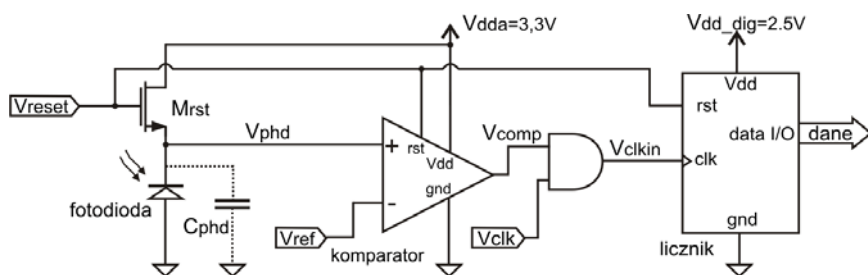 Vdda=3,3V
Vdd_dig=2.5V
Vreset
Mrst
Vdd
rst
data I/O
dane
clk
gnd
licznik
Vphd
+
rst
Vdd
gnd
-
komparator
Vcomp
Vclkin
fotodioda
Cphd
Vref
Vclk